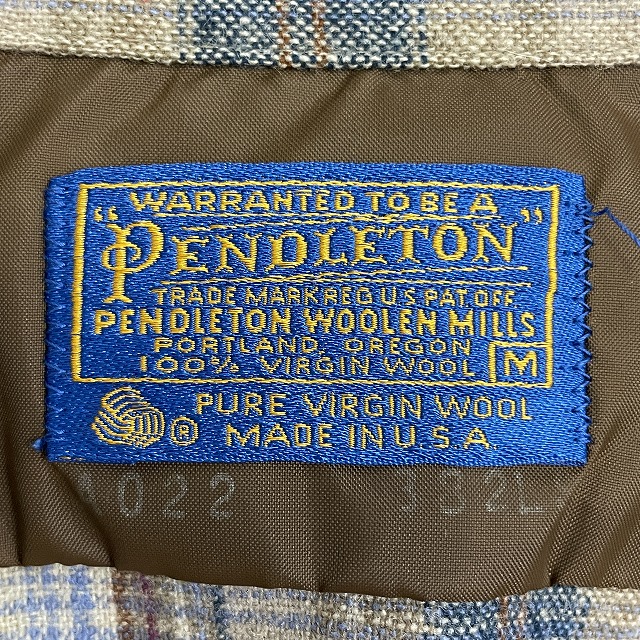 WARRANTED TO BE A
"PENDLETON"
TRADE MARK REG U S PAT. OFF.
PENDLETON WOOLEN MILLS
PORTLAND, OREGON
100% VIRGIN WOOL M
PURE VIRGIN WOOL
® MADE IN U.S.A.